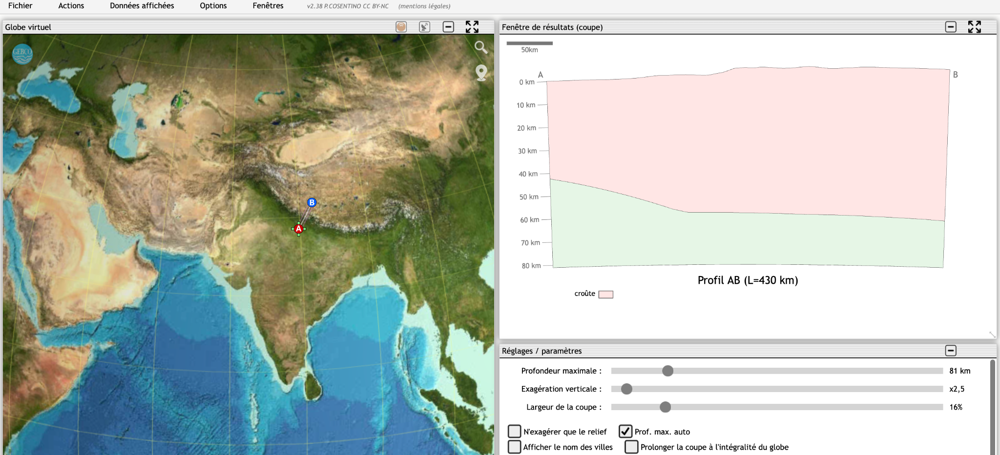 Fichier Actions Données affichées Options Fenêtres v2.38 P.COSENTINO CC BY-NC (mentions légales)
Globe virtuel
GEBCO
B
A
Fenêtre de résultats (coupe)
50km
A
B
0 km
10 km
20 km
30 km
40 km
50 km
60 km
70 km
80 km
Profil AB (L=430 km)
croûte
Réglages / paramètres
Profondeur maximale : 81 km
Exagération verticale : x2,5
Largeur de la coupe : 16%
N'exagérer que le relief Prof. max. auto
Afficher le nom des villes Prolonger la coupe à l'intégralité du globe